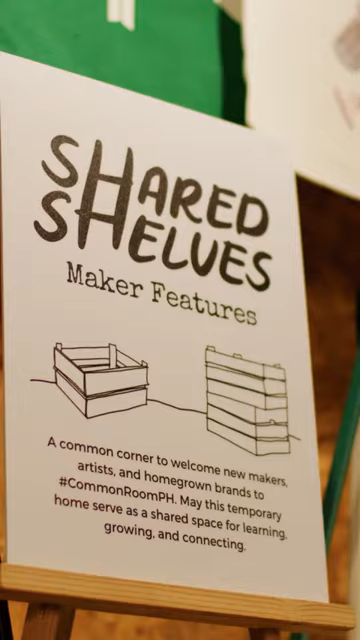 SHARED
SHELVES
Maker Features
A common corner to welcome new makers,
artists, and homegrown brands to
#CommonRoomPH. May this temporary
home serve as a shared space for learning,
growing, and connecting.